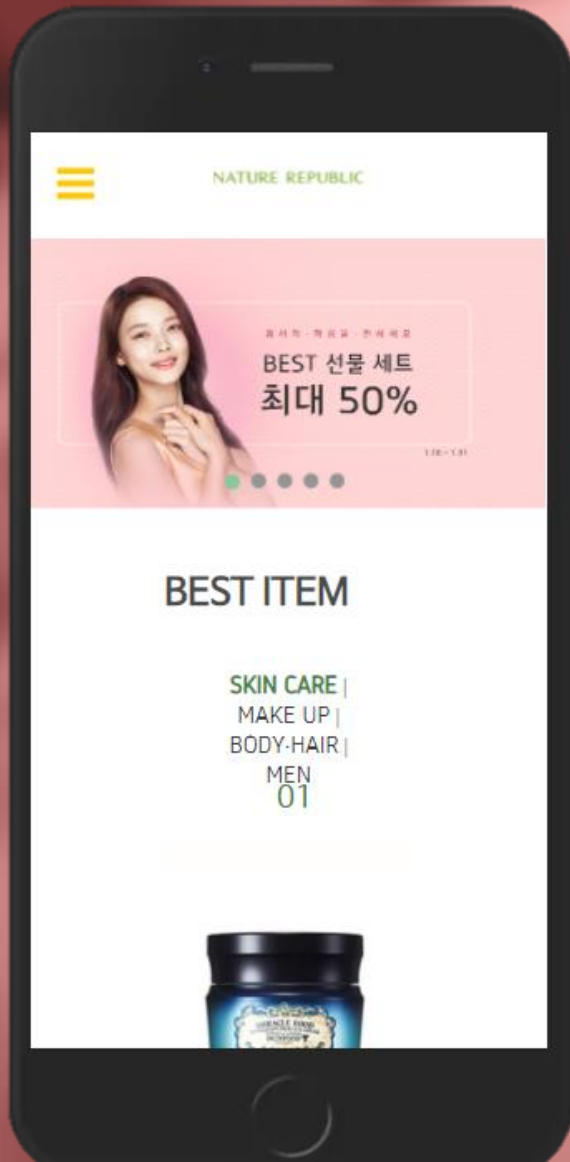 NATURE REPUBLIC
BEST 선물 세트
최대 50%
BEST ITEM
SKIN CARE |
MAKE UP |
BODY·HAIR |
MEN
01